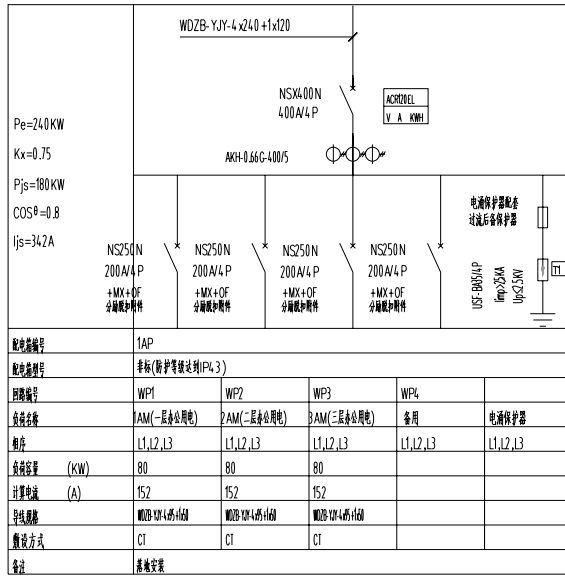 WDZB-YJY-4x240+1x120
NSX400N
400A/4P
ACR120EL
V A KWH
AKH-0.66G-400/5
Pe=240KW
Kx=0.75
Pjs=180KW
COSθ=0.8
Ijs=342A
电涌保护器配套
过流后备保护器
NS250N NS250N NS250N NS250N
200A/4P 200A/4P 200A/4P 200A/4P
+MX+OF +MX+OF +MX+OF +MX+OF
分励脱扣附件 分励脱扣附件 分励脱扣附件 分励脱扣附件
Iimp>25KA
Up≤2.5KV
T1
配电箱编号 1AP
配电箱型号 非标(防护等级达到IP43)
回路编号 WP1 WP2 WP3 WP4
负荷名称 1AM(一层办公用电) 2AM(二层办公用电) 3AM(三层办公用电) 备用 电涌保护器
相序 L1,L2,L3 L1,L2,L3 L1,L2,L3 L1,L2,L3 L1,L2,L3
负荷容量 (KW) 80 80 80
计算电流 (A) 152 152 152
导线规格 WDZB-YJY-4x95+1x50 WDZB-YJY-4x95+1x50 WDZB-YJY-4x95+1x50
敷设方式 CT CT CT
备注 落地安装